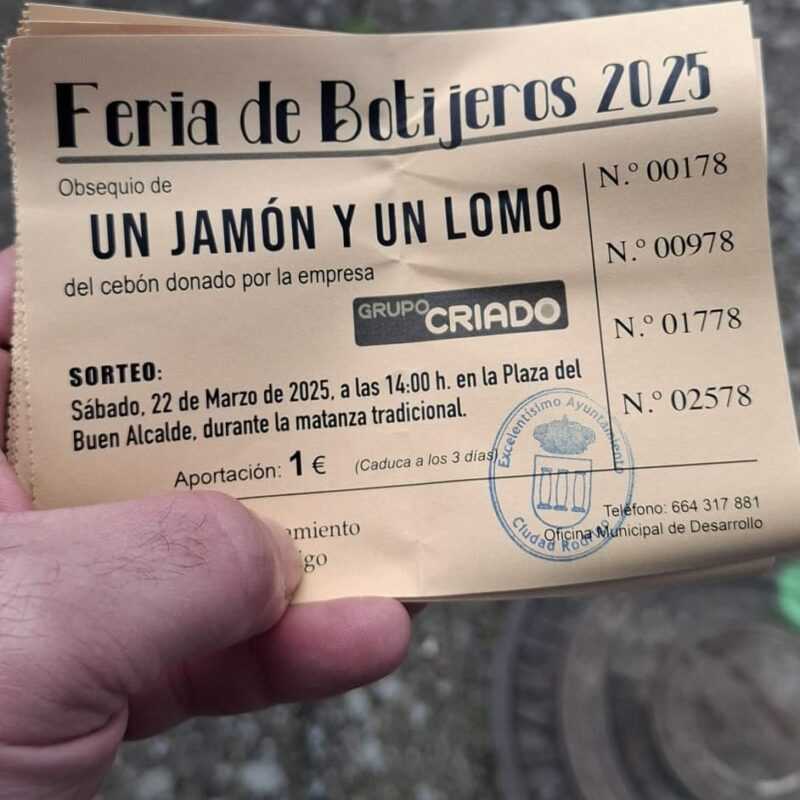 Feria de Botijeros 2025
Obsequio de
UN JAMÓN Y UN LOMO
del cebón donado por la empresa
GRUPO CRIADO
SORTEO:
Sábado, 22 de Marzo de 2025, a las 14:00 h. en la Plaza del
Buen Alcalde, durante la matanza tradicional.
Aportación: 1 € (Caduca a los 3 días)
N.º 00178
N.º 00978
N.º 01778
N.º 02578
Excelentísimo Ayuntamiento
Ciudad Rodrigo
Teléfono: 664 317 881
Oficina Municipal de Desarrollo